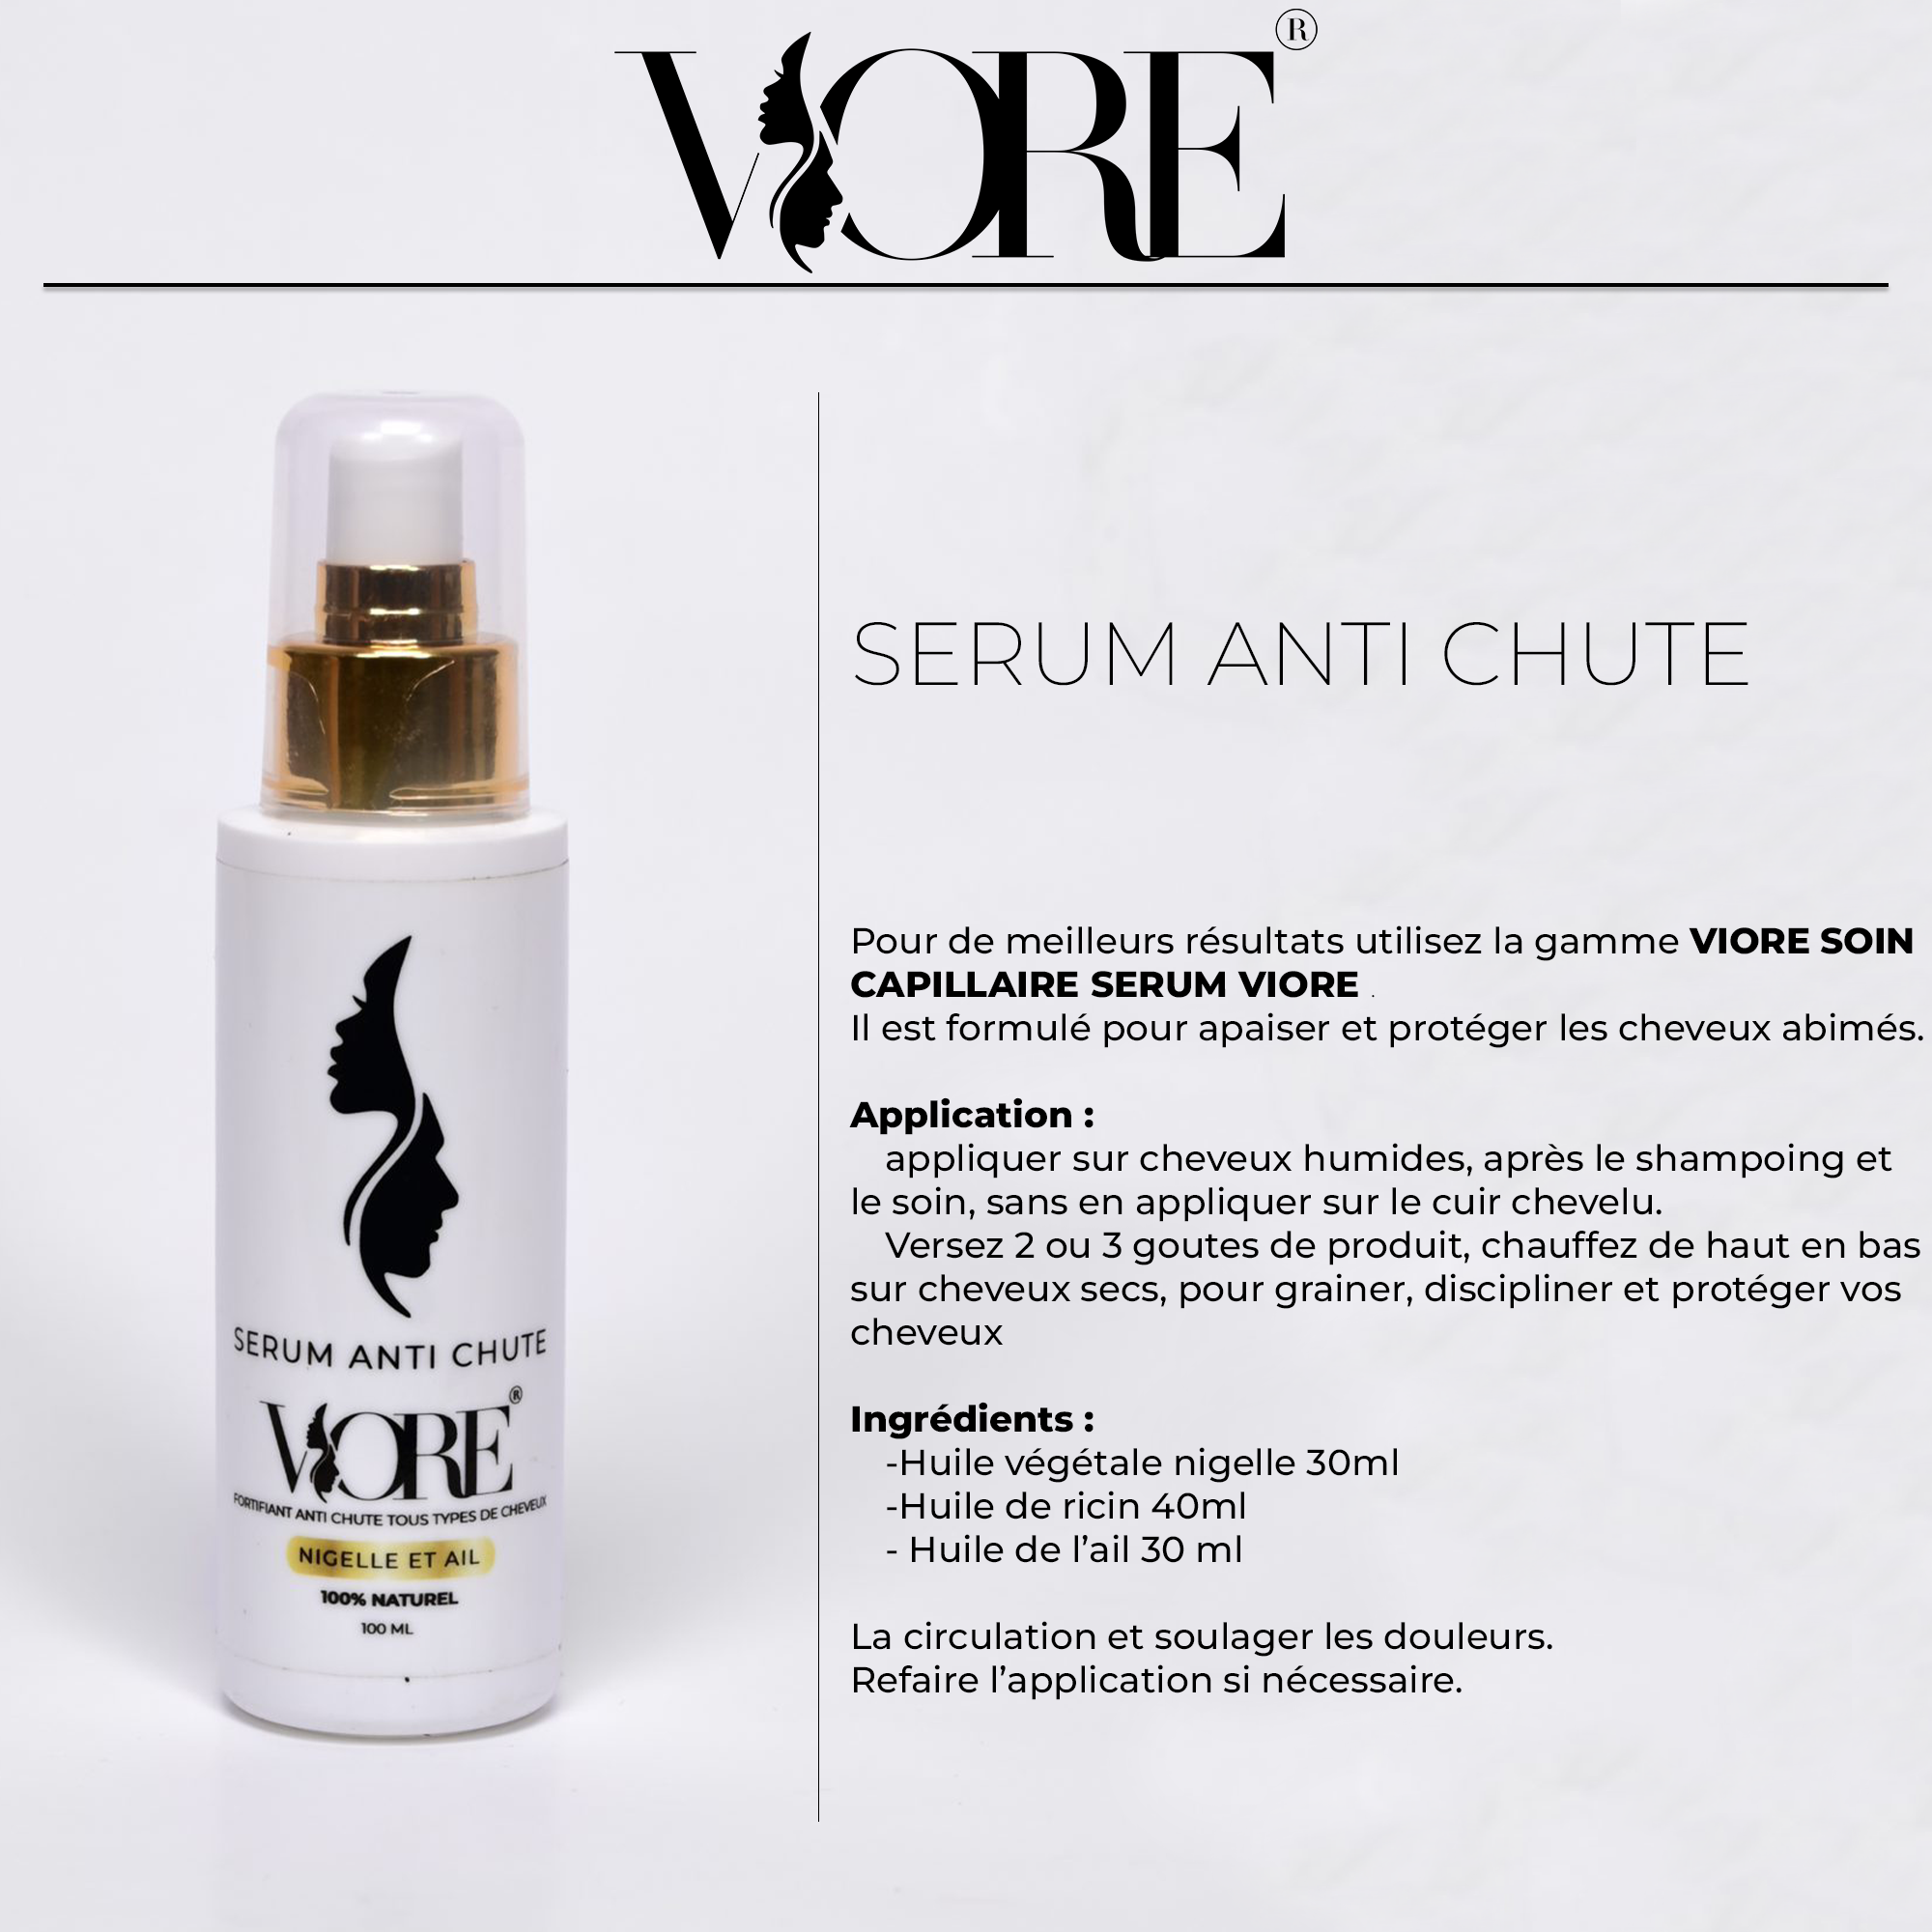 VIORE®
SERUM ANTI CHUTE
Pour de meilleurs résultats utilisez la gamme VIORE SOIN
CAPILLAIRE SERUM VIORE .
Il est formulé pour apaiser et protéger les cheveux abimés.
Application :
appliquer sur cheveux humides, après le shampoing et
le soin, sans en appliquer sur le cuir chevelu.
Versez 2 ou 3 goutes de produit, chauffez de haut en bas
sur cheveux secs, pour grainer, discipliner et protéger vos
cheveux
Ingrédients :
-Huile végétale nigelle 30ml
-Huile de ricin 40ml
- Huile de l’ail 30 ml
La circulation et soulager les douleurs.
Refaire l’application si nécessaire.
SERUM ANTI CHUTE
VIORE®
FORTIFIANT ANTI CHUTE TOUS TYPES DE CHEVEUX
NIGELLE ET AIL
100% NATUREL
100 ML